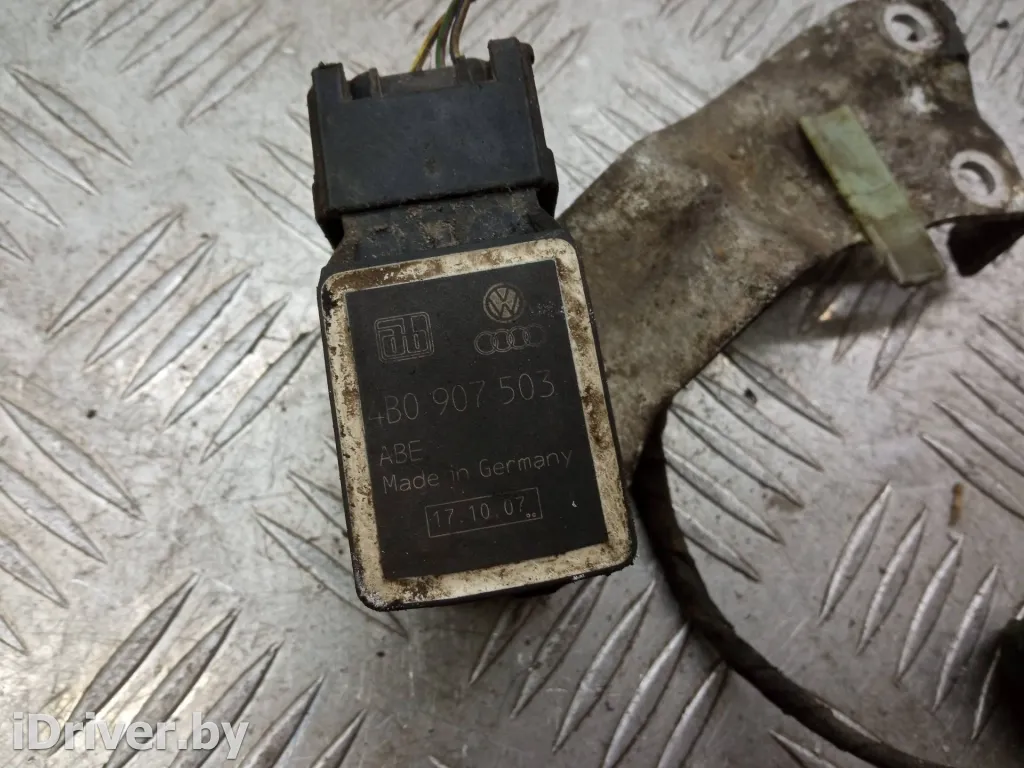 4B0 907 503
ABE
Made in Germany
17.10.07
iDriver.by